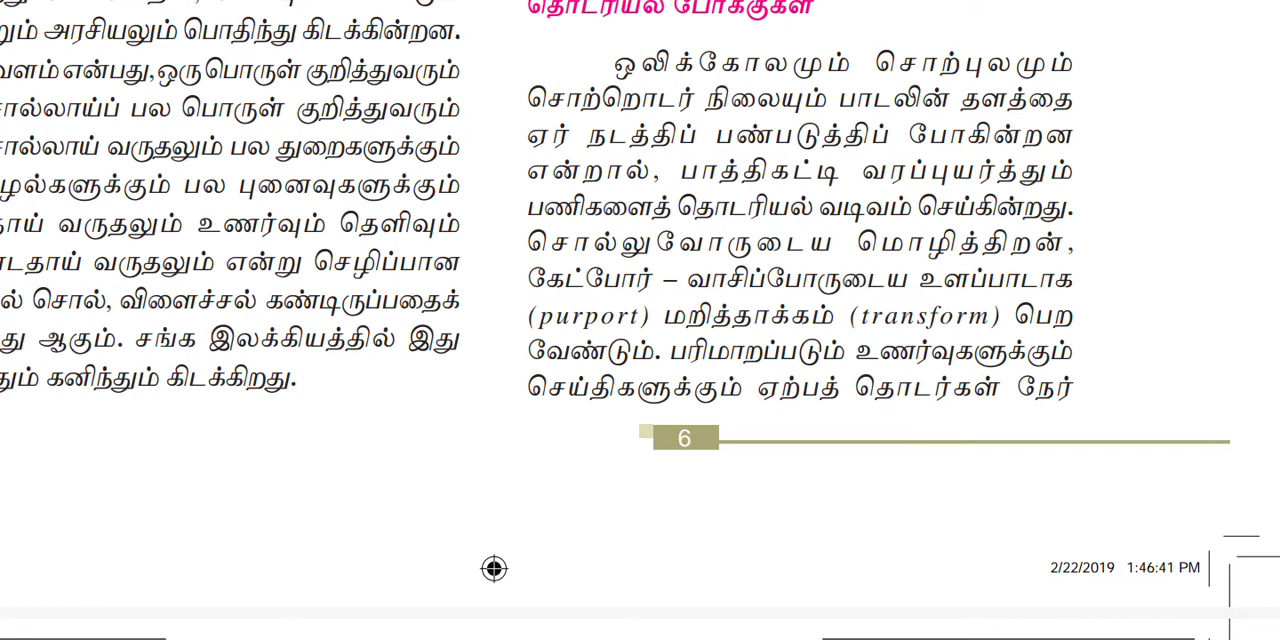 றும் அரசியலும் பொதிந்து கிடக்கின்றன.
என்பது, ஒரு பொருள் குறித்துவரும்
பல பொருள் குறித்துவரும்
வருதலும் பல துறைகளுக்கும்
பல புனைவுகளுக்கும்
வருதலும் உணர்வும் தெளிவும்
வருதலும் என்று செழிப்பான
சொல், விளைச்சல் கண்டிருப்பதைக்
ஆகும். சங்க இலக்கியத்தில் இது
கனிந்தும் கிடக்கிறது.
தொடரியல் போக்குகள்
ஒலிக்கோலமும் சொற்புலமும்
சொற்றொடர் நிலையும் பாடலின் தளத்தை
ஏர் நடத்திப் பண்படுத்திப் போகின்றன
என்றால், பாத்திகட்டி வரப்புயர்த்தும்
பணிகளைத் தொடரியல் வடிவம் செய்கின்றது.
சொல்லுவோருடைய மொழித்திறன்,
கேட்போர் – வாசிப்போருடைய உளப்பாடாக
(purport) மறித்தாக்கம் (transform) பெற
வேண்டும். பரிமாறப்படும் உணர்வுகளுக்கும்
செய்திகளுக்கும் ஏற்பத் தொடர்கள் நேர்
6
2/22/2019 1:46:41 PM